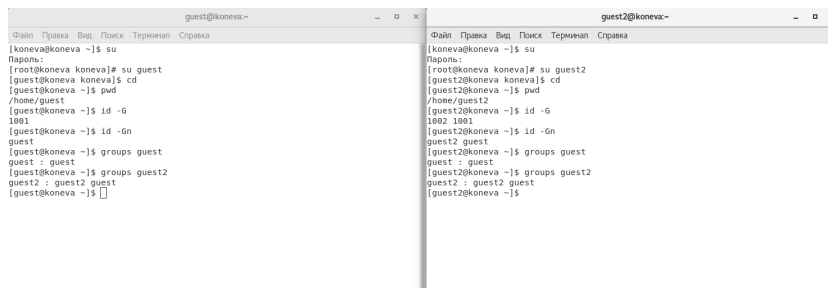 guest@koneva:~
Файл Правка Вид Поиск Терминал Справка
[koneva@koneva ~]$ su
Пароль:
[root@koneva koneva]# su guest
[guest@koneva koneva]$ cd
[guest@koneva ~]$ pwd
/home/guest
[guest@koneva ~]$ id -G
1001
[guest@koneva ~]$ id -Gn
guest
[guest@koneva ~]$ groups guest
guest : guest
[guest@koneva ~]$ groups guest2
guest2 : guest2 guest
[guest@koneva ~]$
guest2@koneva:~
Файл Правка Вид Поиск Терминал Справка
[koneva@koneva ~]$ su
Пароль:
[root@koneva koneva]# su guest2
[guest2@koneva koneva]$ cd
[guest2@koneva ~]$ pwd
/home/guest2
[guest2@koneva ~]$ id -G
1002 1001
[guest2@koneva ~]$ id -Gn
guest2 guest
[guest2@koneva ~]$ groups guest
guest : guest
[guest2@koneva ~]$ groups guest2
guest2 : guest2 guest
[guest2@koneva ~]$